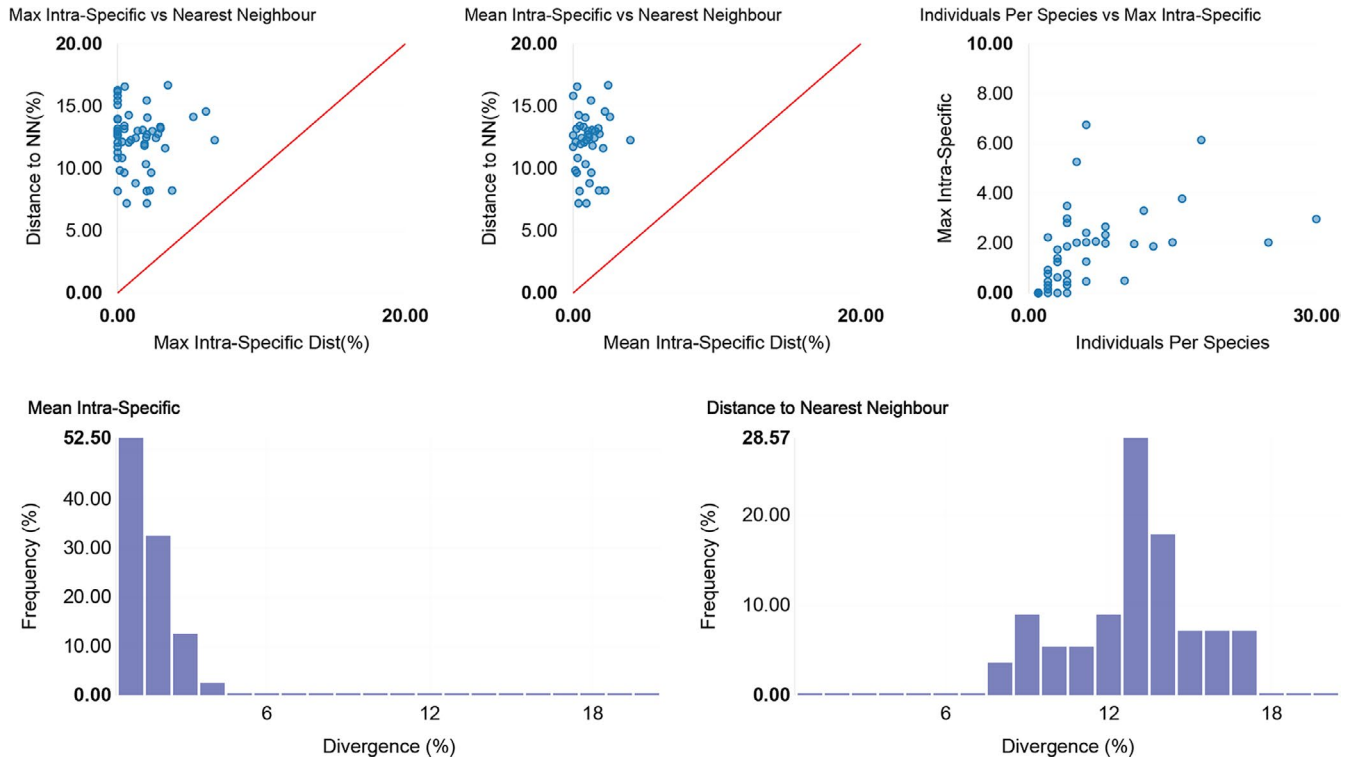 Max Intra-Specific vs Nearest Neighbour
20.00
15.00
10.00
5.00
0.00
Distance to NN(%)
0.00
20.00
Max Intra-Specific Dist(%)
Mean Intra-Specific vs Nearest Neighbour
20.00
15.00
10.00
5.00
0.00
Distance to NN(%)
0.00
20.00
Mean Intra-Specific Dist(%)
Individuals Per Species vs Max Intra-Specific
10.00
8.00
6.00
4.00
2.00
0.00
Max Intra-Specific
0.00
30.00
Individuals Per Species
Mean Intra-Specific
52.50
40.00
30.00
20.00
10.00
0.00
Frequency (%)
6
12
18
Divergence (%)
Distance to Nearest Neighbour
28.57
20.00
10.00
0.00
Frequency (%)
6
12
18
Divergence (%)